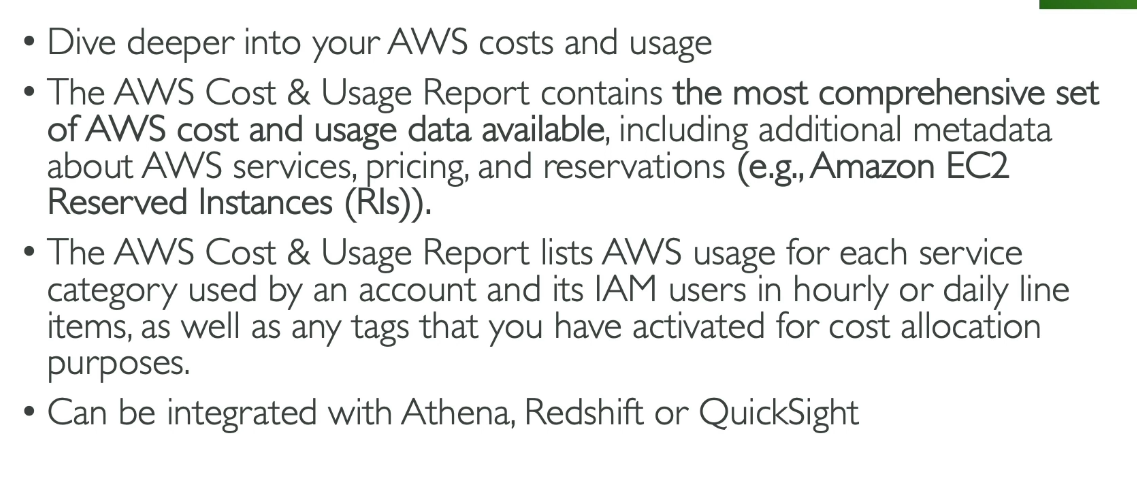 • Dive deeper into your AWS costs and usage
• The AWS Cost & Usage Report contains the most comprehensive set
of AWS cost and usage data available, including additional metadata
about AWS services, pricing, and reservations (e.g., Amazon EC2
Reserved Instances (RIs)).
• The AWS Cost & Usage Report lists AWS usage for each service
category used by an account and its IAM users in hourly or daily line
items, as well as any tags that you have activated for cost allocation
purposes.
• Can be integrated with Athena, Redshift or QuickSight